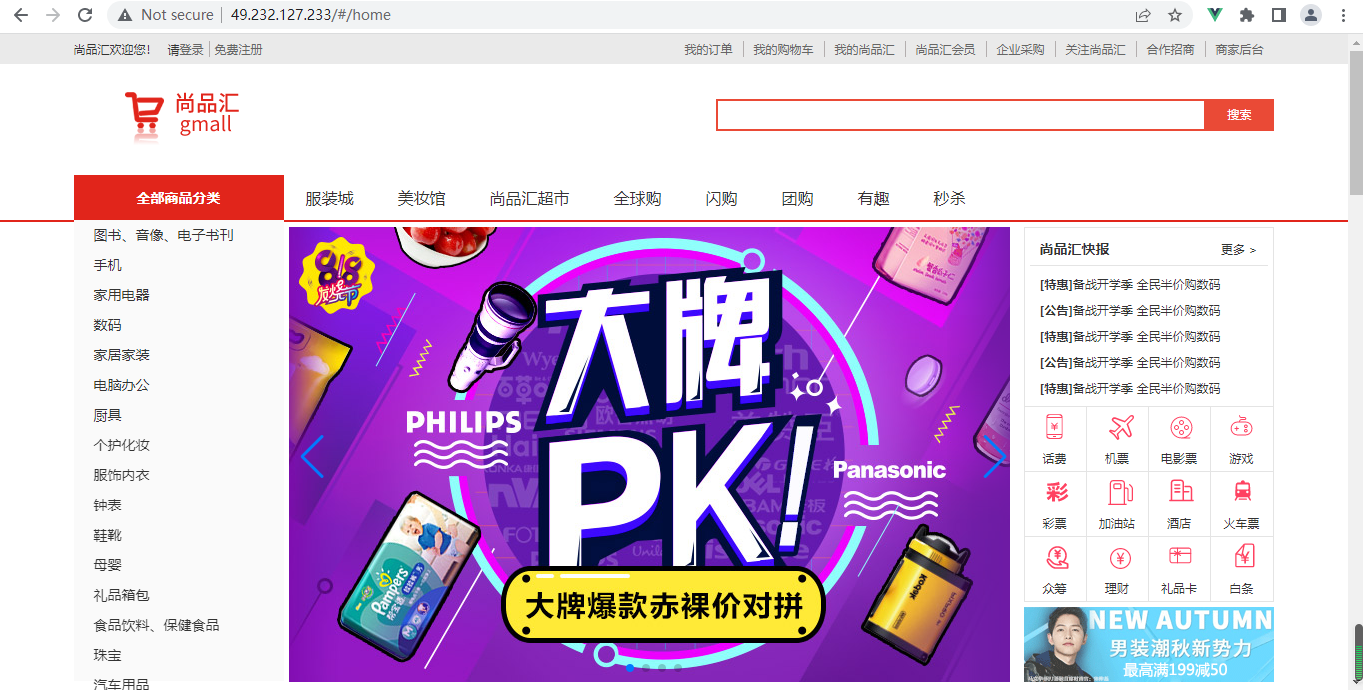 Not secure 49.232.127.233/#/home
尚品汇欢迎您! 请登录 免费注册
我的订单 我的购物车 我的尚品汇 尚品汇会员 企业采购 关注尚品汇 合作招商 商家后台
尚品汇
gmall
搜索
全部商品分类 服装城 美妆馆 尚品汇超市 全球购 闪购 团购 有趣 秒杀
图书、音像、电子书刊
手机
家用电器
数码
家居家装
电脑办公
厨具
个护化妆
服饰内衣
钟表
鞋靴
母婴
礼品箱包
食品饮料、保健食品
珠宝
汽车用品
8.8
大牌
PK!
PHILIPS
Panasonic
Pampers
Kodak
大牌爆款赤裸价对拼
尚品汇快报 更多 >
[特惠]备战开学季 全民半价购数码
[公告]备战开学季 全民半价购数码
[特惠]备战开学季 全民半价购数码
[公告]备战开学季 全民半价购数码
[特惠]备战开学季 全民半价购数码
话费 机票 电影票 游戏
彩
彩票 加油站 酒店 火车票
众筹 理财 礼品卡 白条
NEW AUTUMN
男装潮秋新势力
最高满199减50